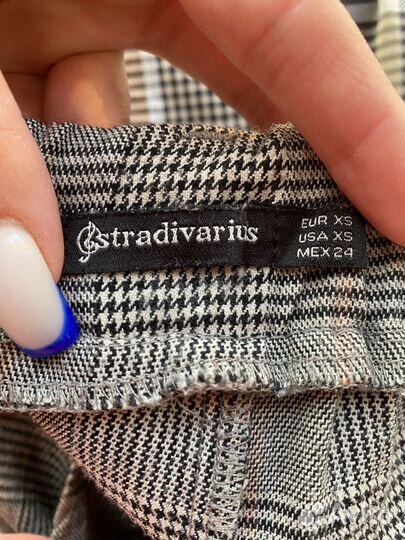 stradivarius
EUR XS
USA XS
MEX 24